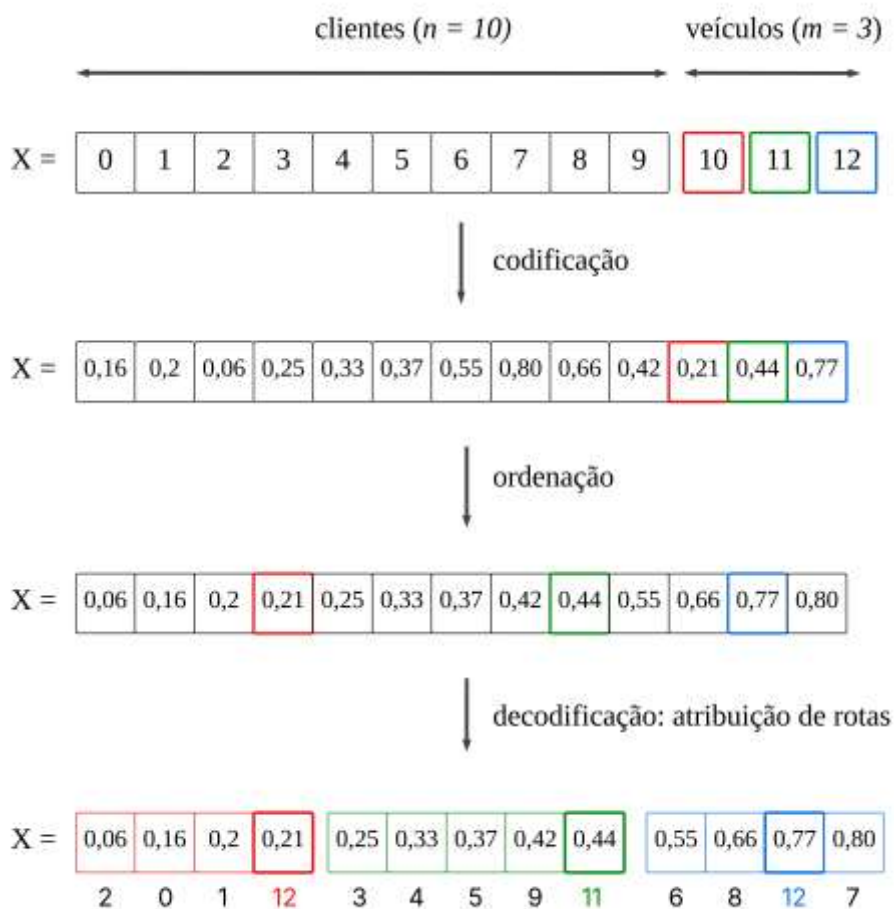 clientes (n = 10) veículos (m = 3)
X = 0 1 2 3 4 5 6 7 8 9 10 11 12
codificação
X = 0,16 0,2 0,06 0,25 0,33 0,37 0,55 0,80 0,66 0,42 0,21 0,44 0,77
ordenação
X = 0,06 0,16 0,2 0,21 0,25 0,33 0,37 0,42 0,44 0,55 0,66 0,77 0,80
decodificação: atribuição de rotas
X = 0,06 0,16 0,2 0,21 0,25 0,33 0,37 0,42 0,44 0,55 0,66 0,77 0,80
2 0 1 12 3 4 5 9 11 6 8 12 7